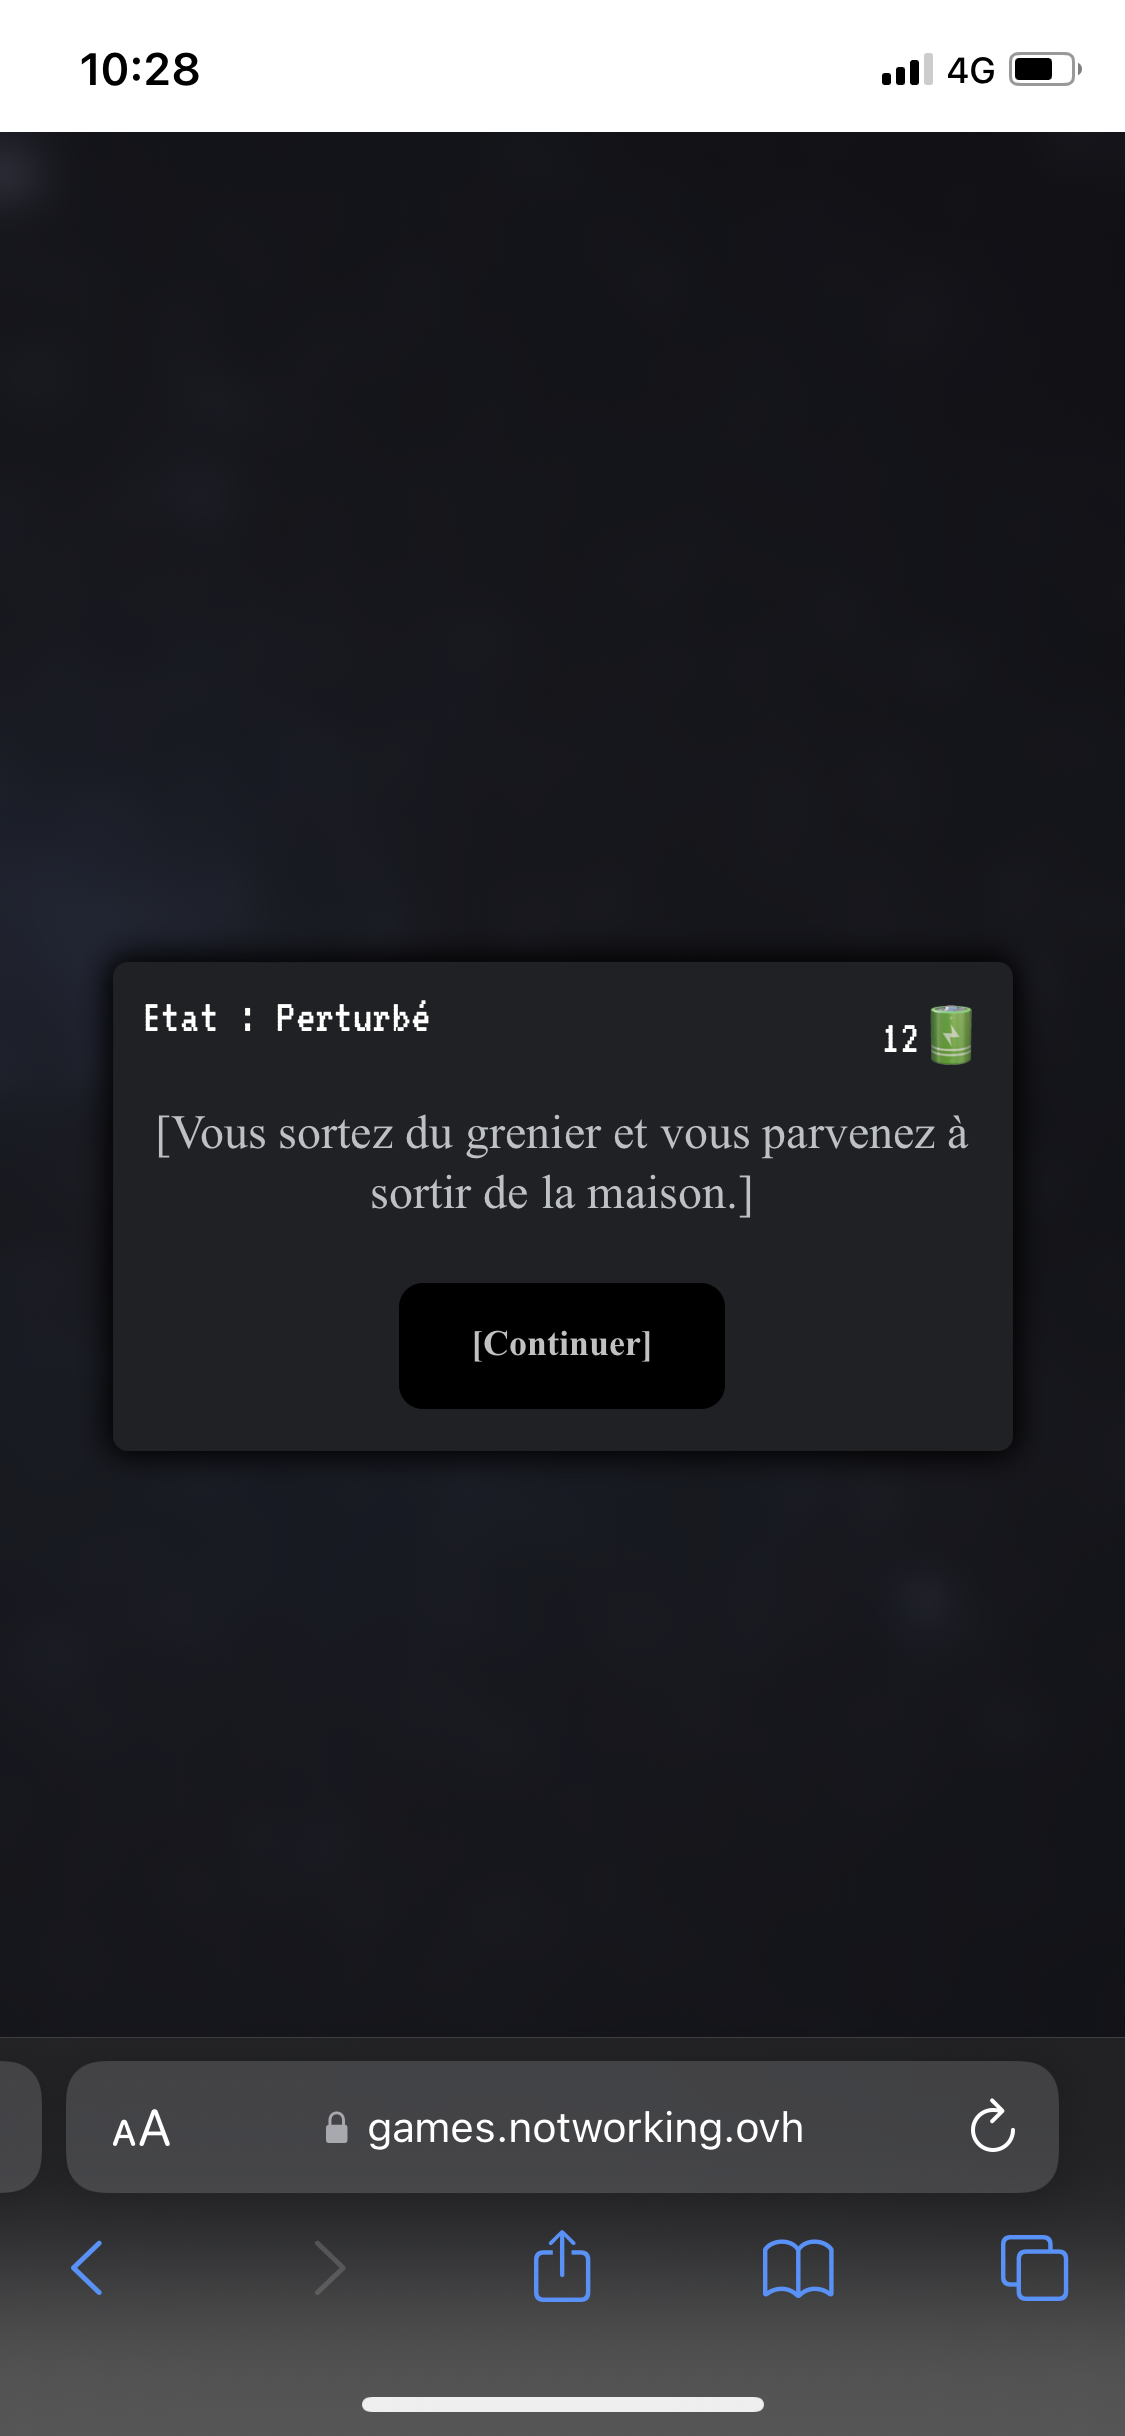 10:28
4G
Etat : Perturbé
12
[Vous sortez du grenier et vous parvenez à
sortir de la maison.]
[Continuer]
AA
games.notworking.ovh